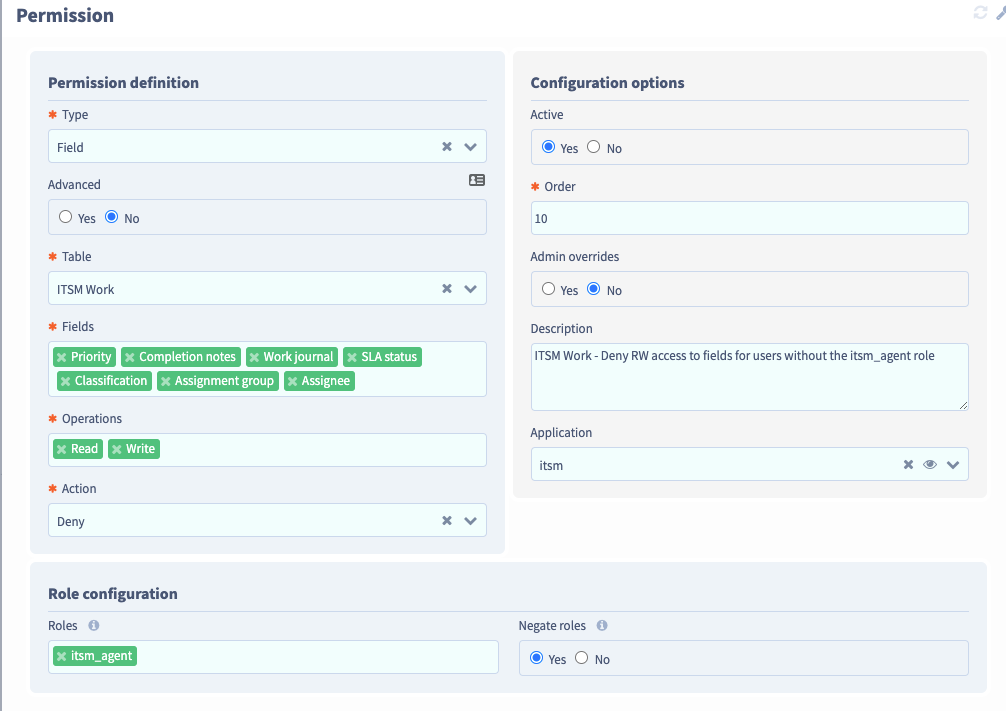 Permission
Permission definition
* Type
Field
Advanced
Yes No
* Table
ITSM Work
* Fields
Priority Completion notes Work journal SLA status
Classification Assignment group Assignee
* Operations
Read Write
* Action
Deny
Configuration options
Active
Yes No
* Order
10
Admin overrides
Yes No
Description
ITSM Work - Deny RW access to fields for users without the itsm_agent role
Application
itsm
Role configuration
Roles
itsm_agent
Negate roles
Yes No